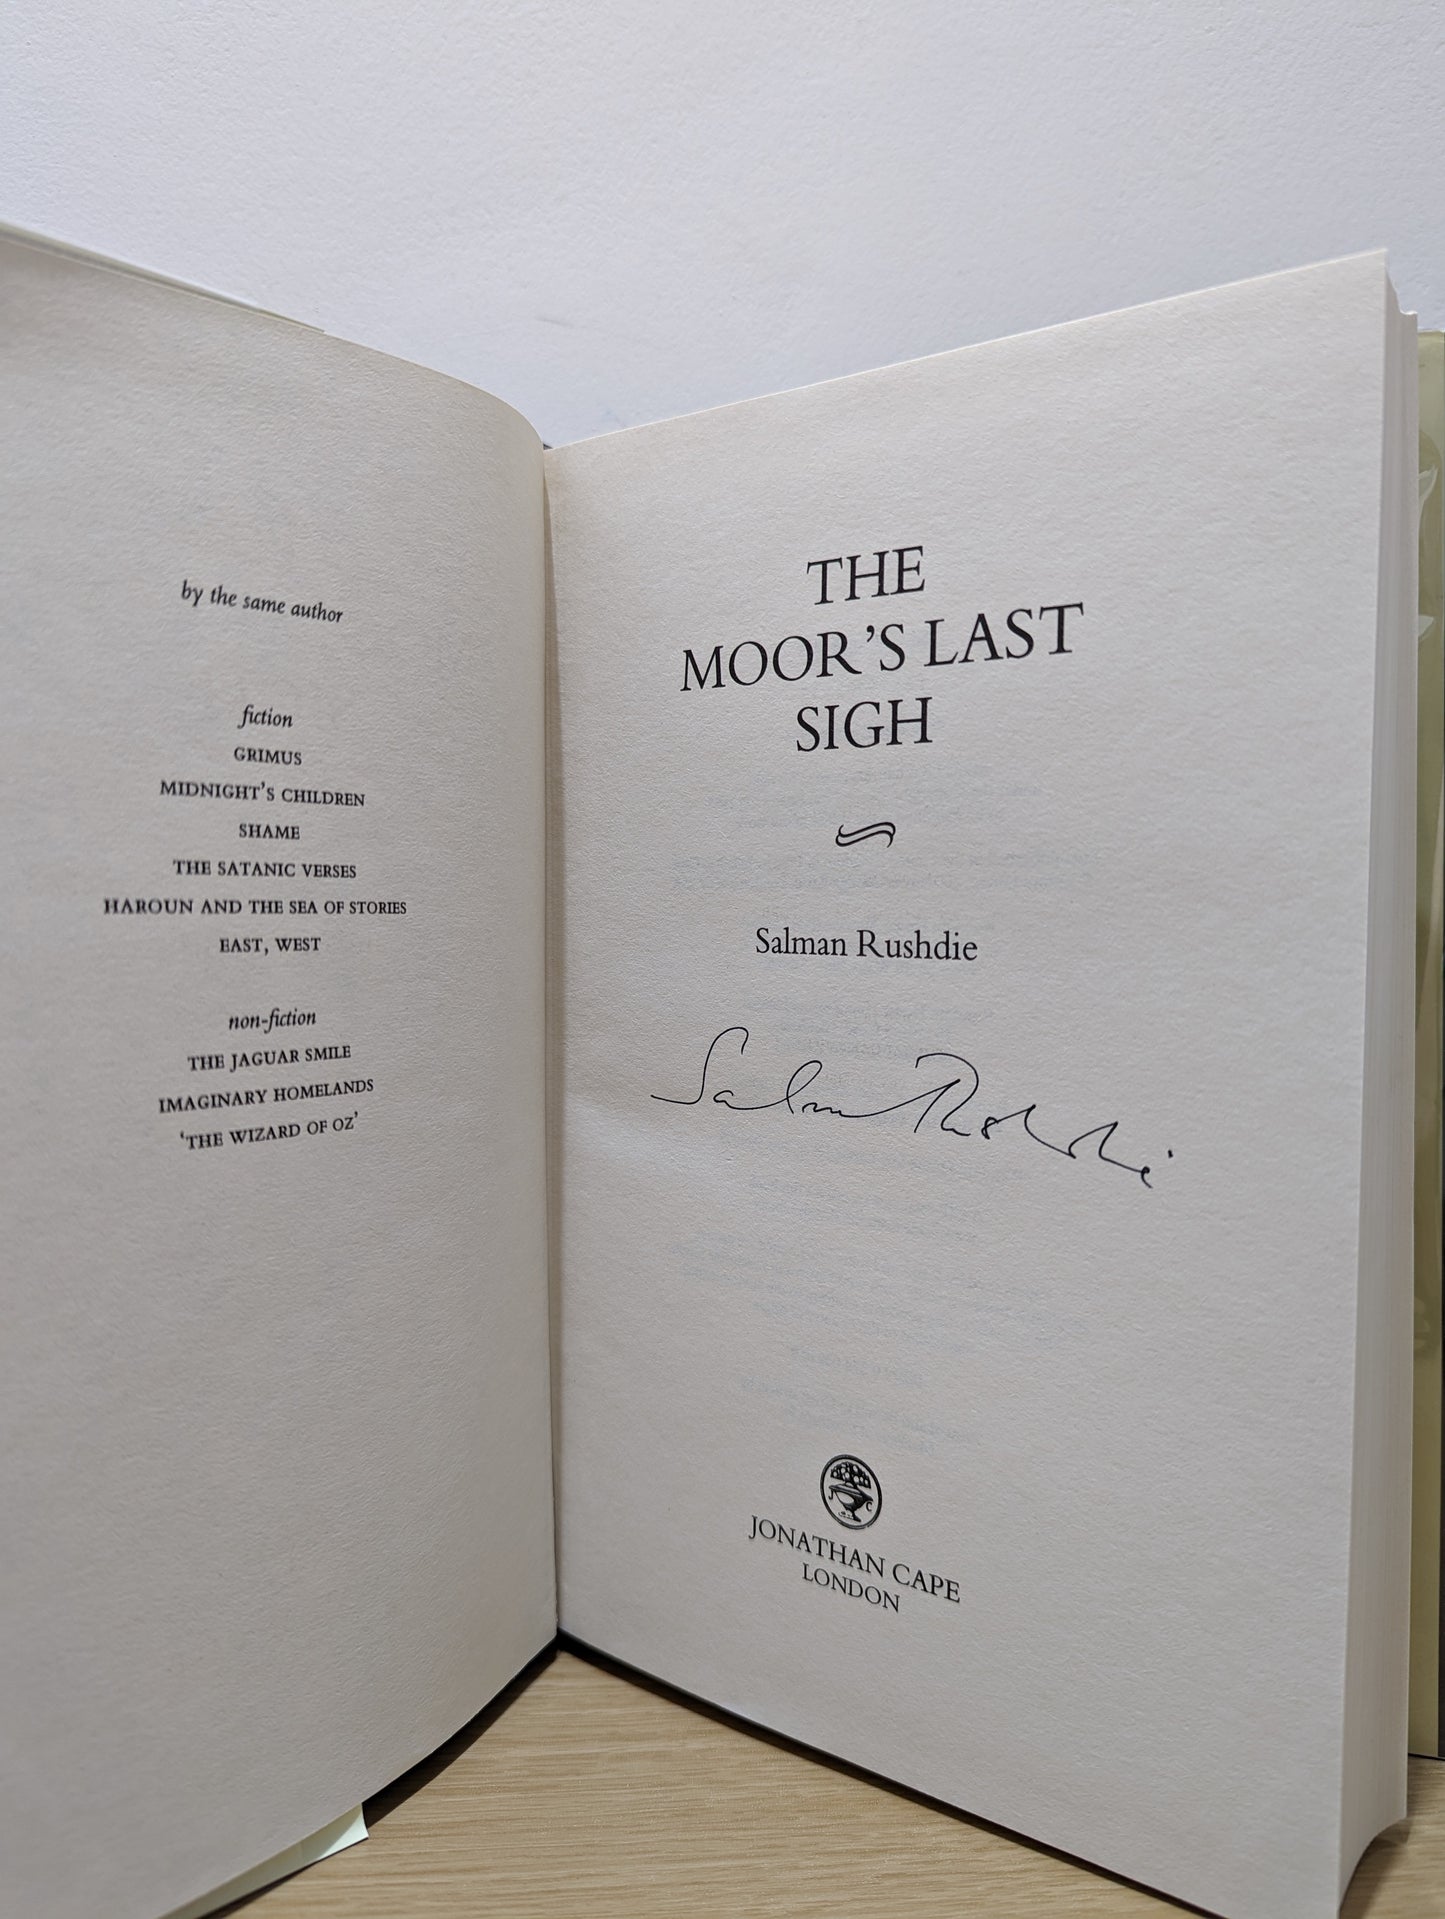 by the same author
fiction
GRIMUS
MIDNIGHT'S CHILDREN
SHAME
THE SATANIC VERSES
HAROUN AND THE SEA OF STORIES
EAST, WEST
non-fiction
THE JAGUAR SMILE
IMAGINARY HOMELANDS
'THE WIZARD OF OZ'
THE
MOOR'S LAST
SIGH
Salman Rushdie
Salman Rushdie
J C
JONATHAN CAPE
LONDON